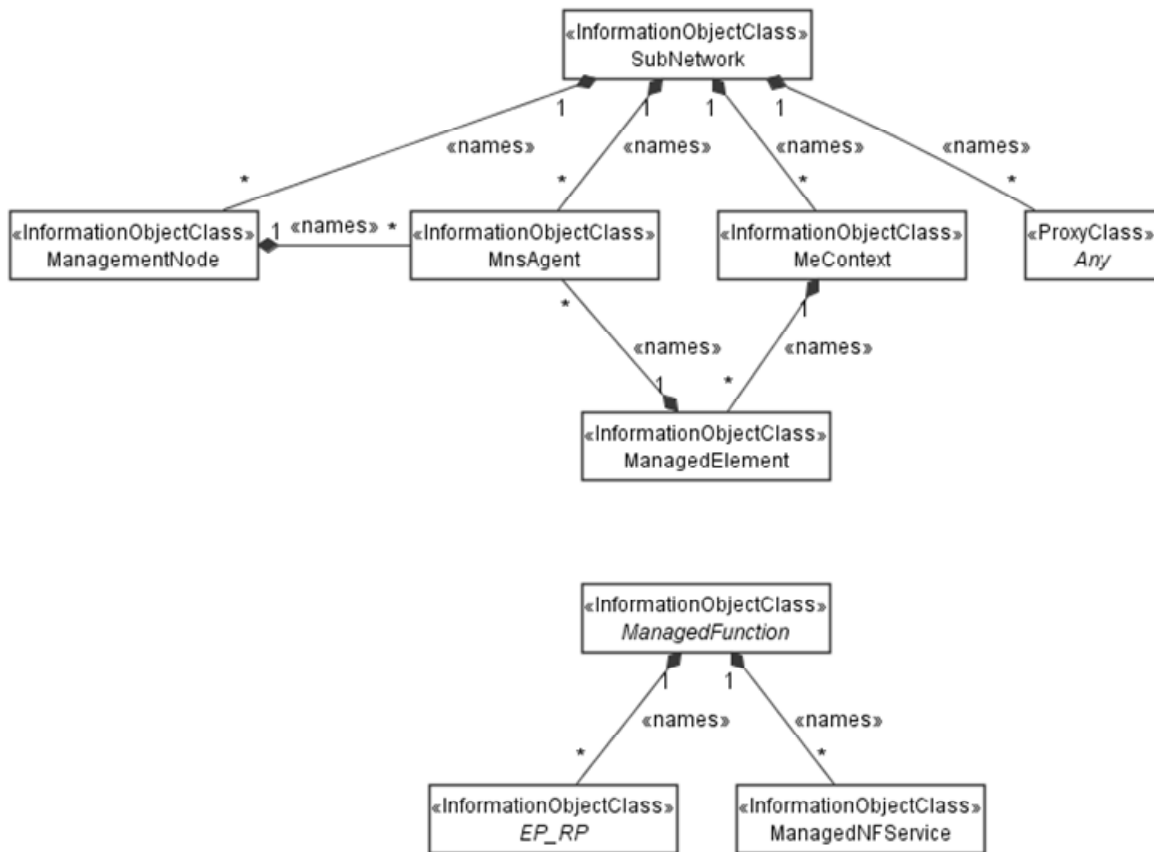 «InformationObjectClass»
SubNetwork
1 1 1 1
«names» «names» «names» «names»
* * * *
«InformationObjectClass»
ManagementNode
1 «names» *
«InformationObjectClass»
MnsAgent
«InformationObjectClass»
MeContext
«ProxyClass»
Any
* 1
«names» «names»
1 *
«InformationObjectClass»
ManagedElement
«InformationObjectClass»
ManagedFunction
1 1
«names» «names»
* *
«InformationObjectClass»
EP_RP
«InformationObjectClass»
ManagedNFService